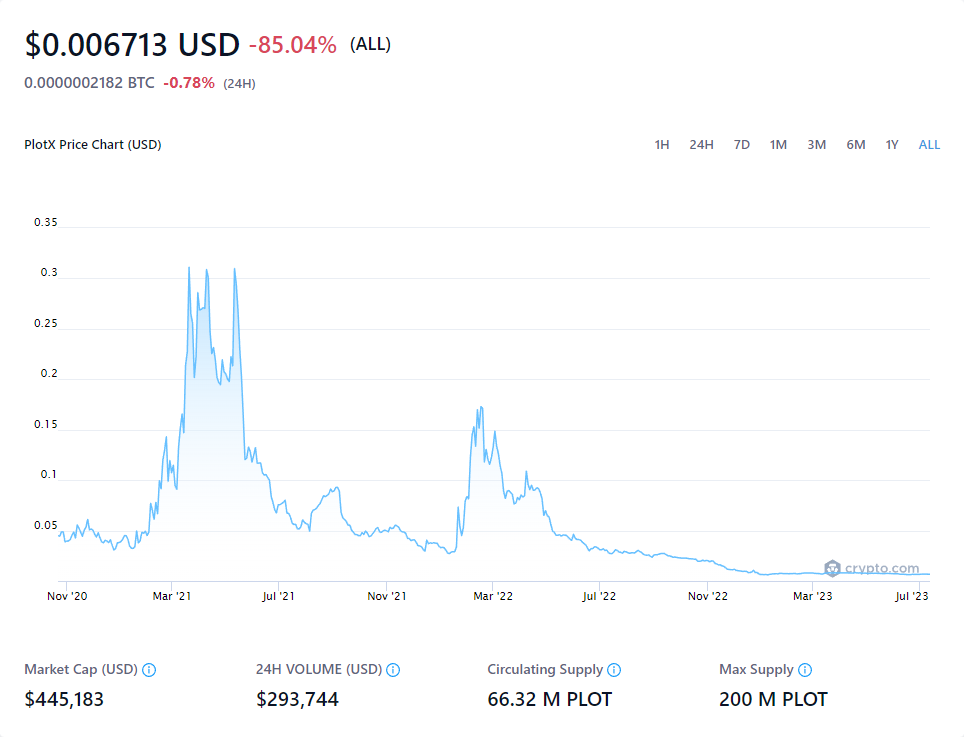 $0.006713 USD -85.04% (ALL)
0.0000002182 BTC -0.78% (24H)
PlotX Price Chart (USD) 1H 24H 7D 1M 3M 6M 1Y ALL
0.35
0.3
0.25
0.2
0.15
0.1
0.05
crypto.com
Nov '20 Mar '21 Jul '21 Nov '21 Mar '22 Jul '22 Nov '22 Mar '23 Jul '23
Market Cap (USD) 24H VOLUME (USD) Circulating Supply Max Supply
$445,183 $293,744 66.32 M PLOT 200 M PLOT